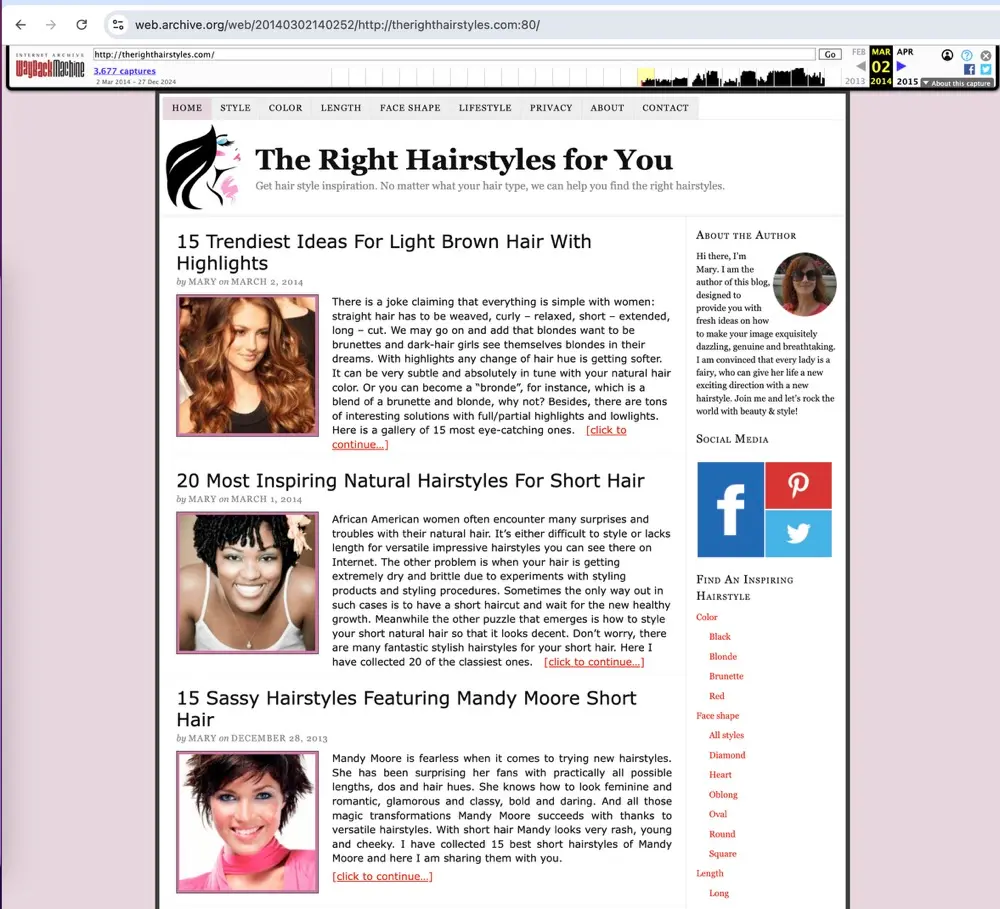 web.archive.org/web/20140302140252/http://therighthairstyles.com:80/
INTERNET ARCHIVE
WayBackMachine
http://therighthairstyles.com/
Go
3,677 captures
2 Mar 2014 – 27 Dec 2024
FEB MAR APR
02
2013 2014 2015
About this capture
HOME STYLE COLOR LENGTH FACE SHAPE LIFESTYLE PRIVACY ABOUT CONTACT
The Right Hairstyles for You
Get hair style inspiration. No matter what your hair type, we can help you find the right hairstyles.
15 Trendiest Ideas For Light Brown Hair With
Highlights
by MARY on MARCH 2, 2014
There is a joke claiming that everything is simple with women:
straight hair has to be weaved, curly – relaxed, short – extended,
long – cut. We may go on and add that blondes want to be
brunettes and dark-hair girls see themselves blondes in their
dreams. With highlights any change of hair hue is getting softer.
It can be very subtle and absolutely in tune with your natural hair
color. Or you can become a “bronde”, for instance, which is a
blend of a brunette and blonde, why not? Besides, there are tons
of interesting solutions with full/partial highlights and lowlights.
Here is a gallery of 15 most eye-catching ones. [click to
continue…]
20 Most Inspiring Natural Hairstyles For Short Hair
by MARY on MARCH 1, 2014
African American women often encounter many surprises and
troubles with their natural hair. It’s either difficult to style or lacks
length for versatile impressive hairstyles you can see there on
Internet. The other problem is when your hair is getting
extremely dry and brittle due to experiments with styling
products and styling procedures. Sometimes the only way out in
such cases is to have a short haircut and wait for the new healthy
growth. Meanwhile the other puzzle that emerges is how to style
your short natural hair so that it looks decent. Don’t worry, there
are many fantastic stylish hairstyles for your short hair. Here I
have collected 20 of the classiest ones. [click to continue…]
15 Sassy Hairstyles Featuring Mandy Moore Short
Hair
by MARY on DECEMBER 28, 2013
Mandy Moore is fearless when it comes to trying new hairstyles.
She has been surprising her fans with practically all possible
lengths, dos and hair hues. She knows how to look feminine and
romantic, glamorous and classy, bold and daring. And all those
magic transformations Mandy Moore succeeds with thanks to
versatile hairstyles. With short hair Mandy looks very rash, young
and cheeky. I have collected 15 best short hairstyles of Mandy
Moore and here I am sharing them with you.
[click to continue…]
ABOUT THE AUTHOR
Hi there, I’m
Mary. I am the
author of this blog,
designed to
provide you with
fresh ideas on how
to make your image exquisitely
dazzling, genuine and breathtaking.
I am convinced that every lady is a
fairy, who can give her life a new
exciting direction with a new
hairstyle. Join me and let’s rock the
world with beauty & style!
SOCIAL MEDIA
FIND AN INSPIRING
HAIRSTYLE
Color
Black
Blonde
Brunette
Red
Face shape
All styles
Diamond
Heart
Oblong
Oval
Round
Square
Length
Long